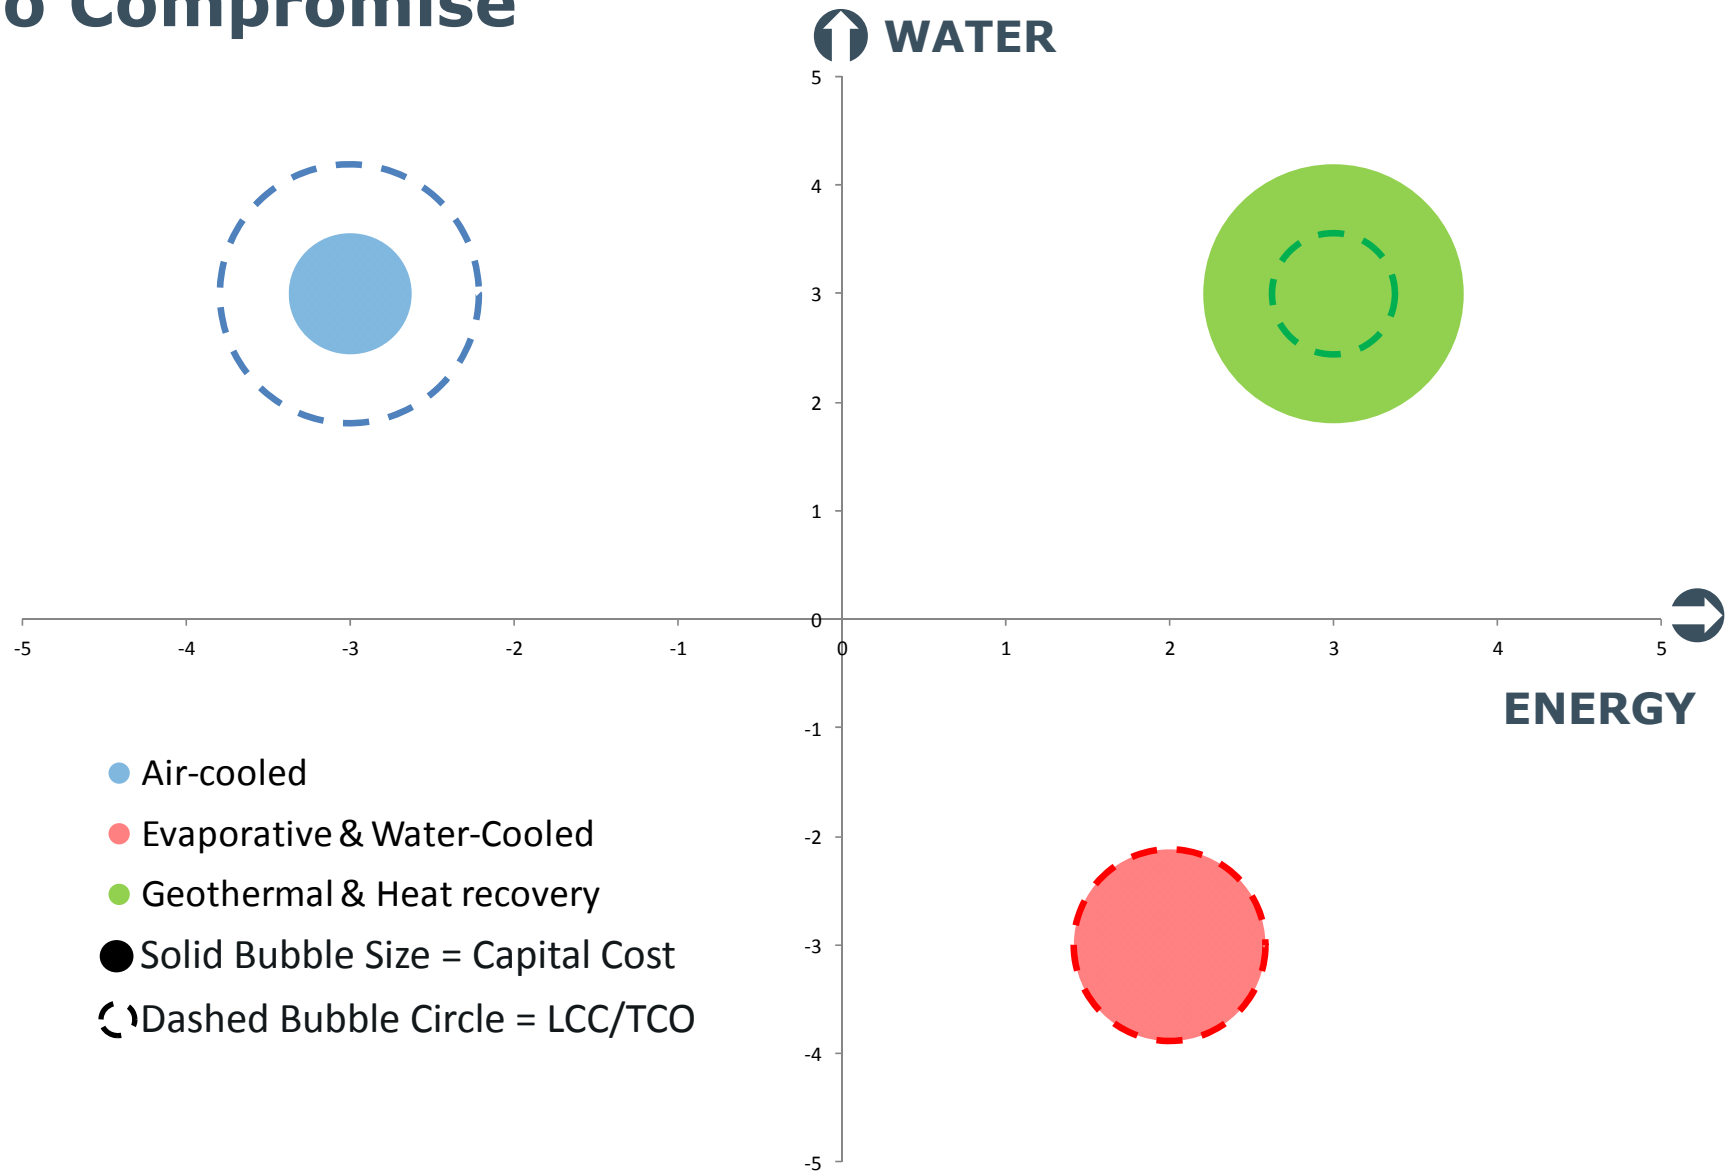 o Compromise
WATER
5
4
3
2
1
0
-5 -4 -3 -2 -1 0 1 2 3 4 5
ENERGY
-1
-2
-3
-4
-5
Air-cooled
Evaporative & Water-Cooled
Geothermal & Heat recovery
Solid Bubble Size = Capital Cost
Dashed Bubble Circle = LCC/TCO